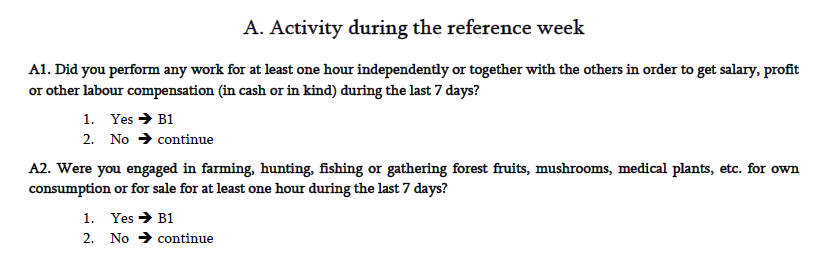 A. Activity during the reference week
A1. Did you perform any work for at least one hour independently or together with the others in order to get salary, profit
or other labour compensation (in cash or in kind) during the last 7 days?
1. Yes → B1
2. No → continue
A2. Were you engaged in farming, hunting, fishing or gathering forest fruits, mushrooms, medical plants, etc. for own
consumption or for sale for at least one hour during the last 7 days?
1. Yes → B1
2. No → continue